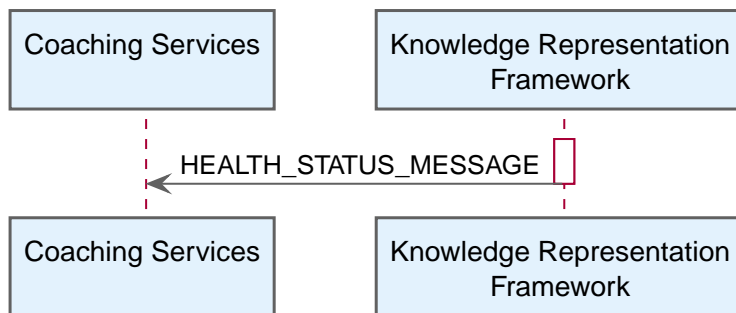 Coaching Services
Knowledge Representation
Framework
HEALTH_STATUS_MESSAGE
Coaching Services
Knowledge Representation
Framework